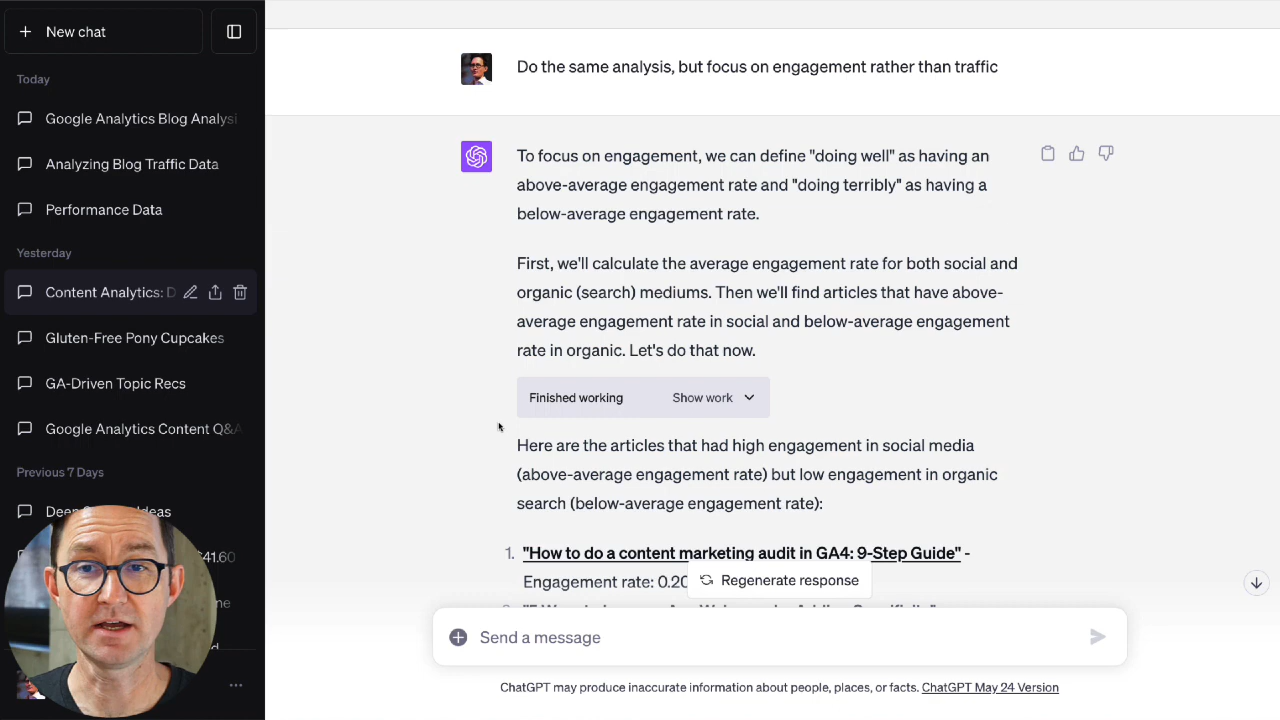 New chat
Today
Google Analytics Blog Analysi
Analyzing Blog Traffic Data
Performance Data
Yesterday
Content Analytics: D
Gluten-Free Pony Cupcakes
GA-Driven Topic Recs
Google Analytics Content Q&A
Previous 7 Days
Ideas
$41.60
Do the same analysis, but focus on engagement rather than traffic
To focus on engagement, we can define "doing well" as having an
above-average engagement rate and "doing terribly" as having a
below-average engagement rate.
First, we'll calculate the average engagement rate for both social and
organic (search) mediums. Then we'll find articles that have above-
average engagement rate in social and below-average engagement
rate in organic. Let's do that now.
Finished working Show work
Here are the articles that had high engagement in social media
(above-average engagement rate) but low engagement in organic
search (below-average engagement rate):
1. "How to do a content marketing audit in GA4: 9-Step Guide" -
Engagement rate: 0.20
Regenerate response
Send a message
ChatGPT may produce inaccurate information about people, places, or facts. ChatGPT May 24 Version